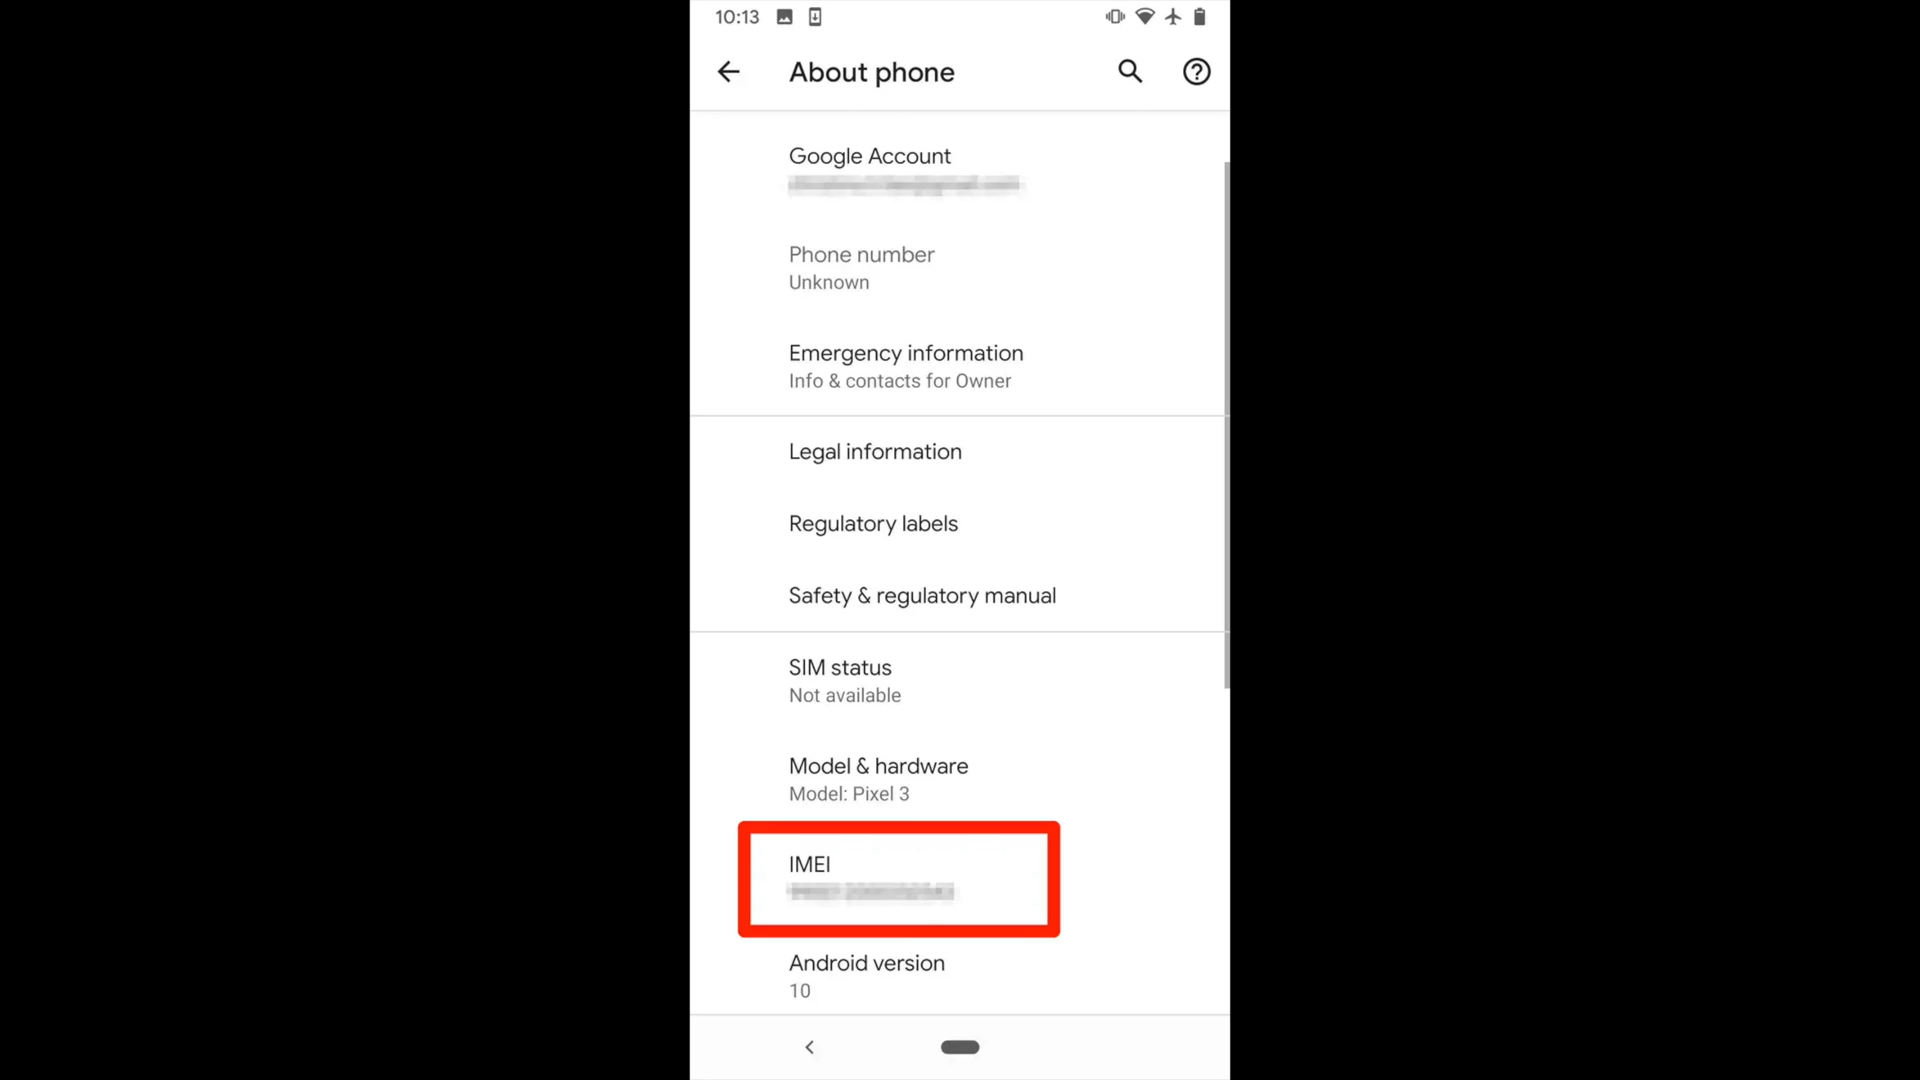 10:13
About phone
Google Account
Phone number
Unknown
Emergency information
Info & contacts for Owner
Legal information
Regulatory labels
Safety & regulatory manual
SIM status
Not available
Model & hardware
Model: Pixel 3
IMEI
Android version
10